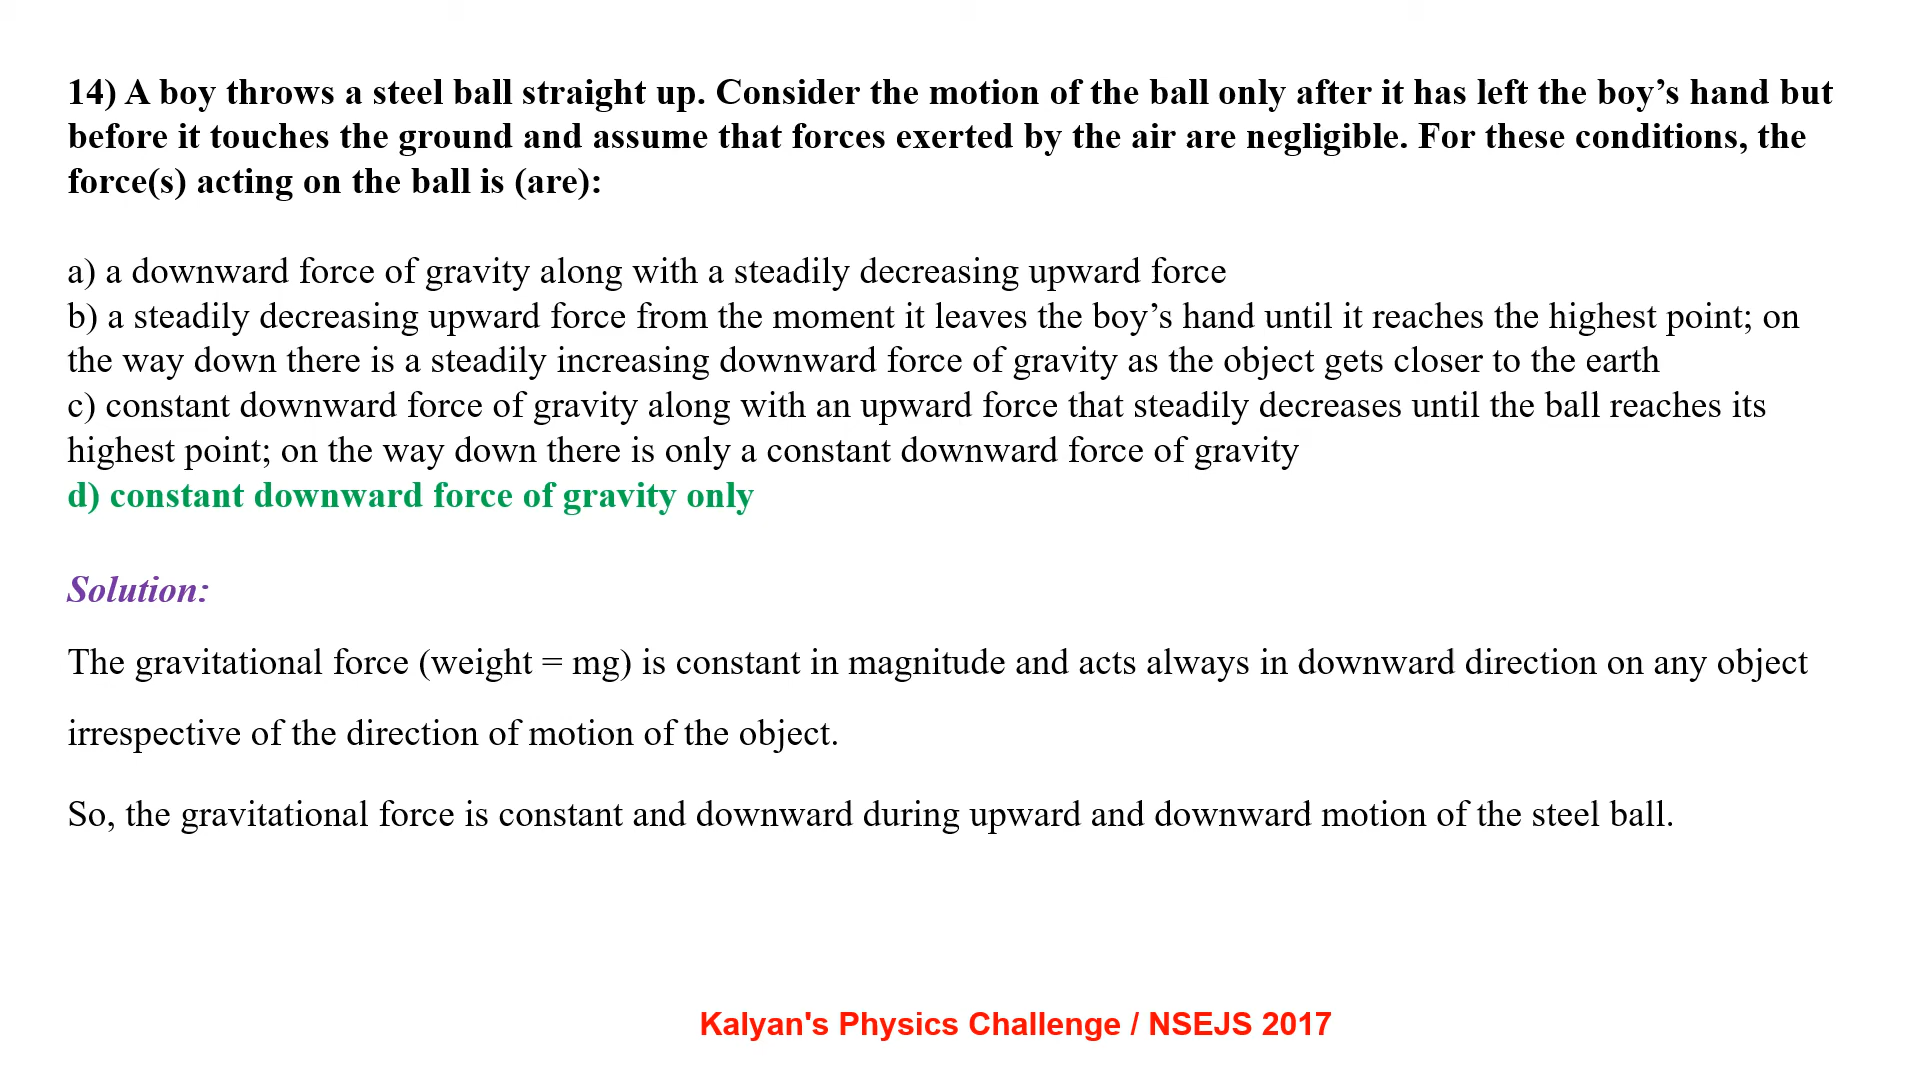 14) A boy throws a steel ball straight up. Consider the motion of the ball only after it has left the boy’s hand but
before it touches the ground and assume that forces exerted by the air are negligible. For these conditions, the
force(s) acting on the ball is (are):
a) a downward force of gravity along with a steadily decreasing upward force
b) a steadily decreasing upward force from the moment it leaves the boy’s hand until it reaches the highest point; on
the way down there is a steadily increasing downward force of gravity as the object gets closer to the earth
c) constant downward force of gravity along with an upward force that steadily decreases until the ball reaches its
highest point; on the way down there is only a constant downward force of gravity
d) constant downward force of gravity only
Solution:
The gravitational force (weight = mg) is constant in magnitude and acts always in downward direction on any object
irrespective of the direction of motion of the object.
So, the gravitational force is constant and downward during upward and downward motion of the steel ball.
Kalyan's Physics Challenge / NSEJS 2017